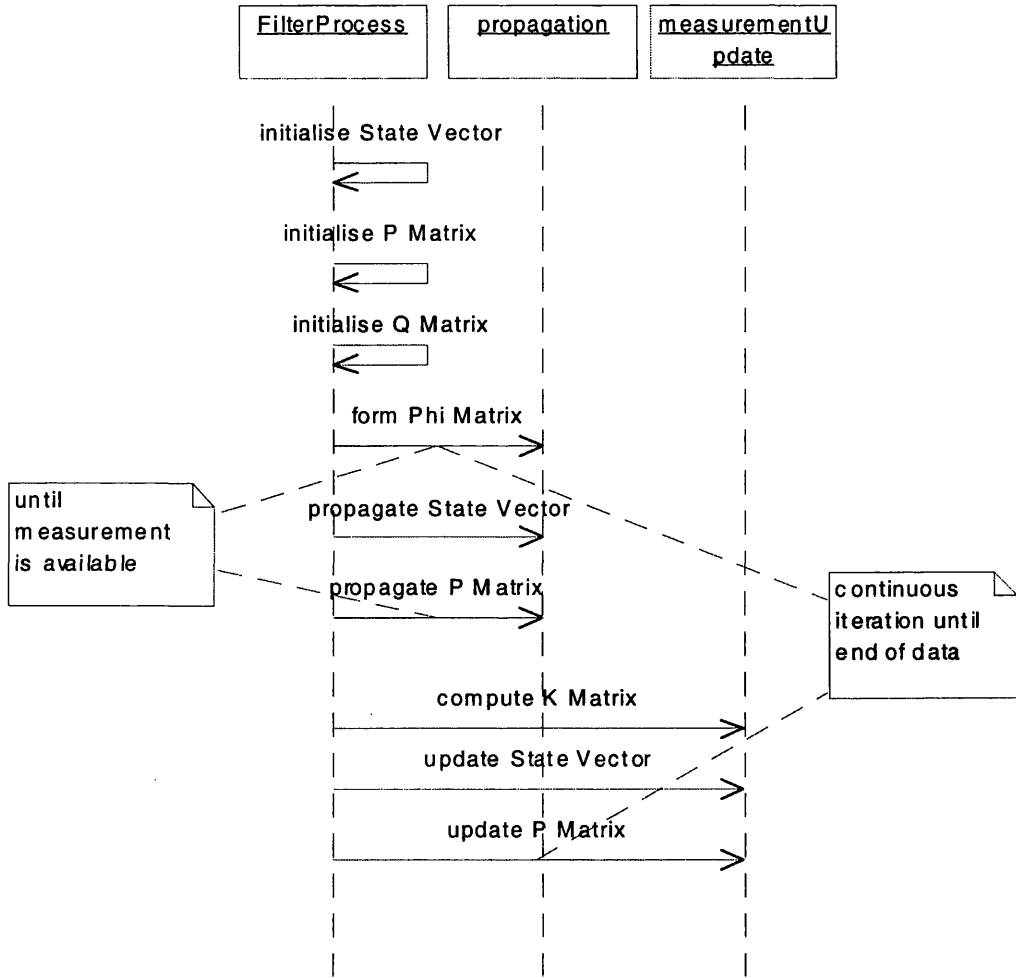 FilterProcess
propagation
measurementU
pdate
initialise State Vector
initialise P Matrix
initialise Q Matrix
form Phi Matrix
until
measurement
is available
propagate State Vector
propagate P Matrix
continuous
iteration until
end of data
compute K Matrix
update State Vector
update P Matrix